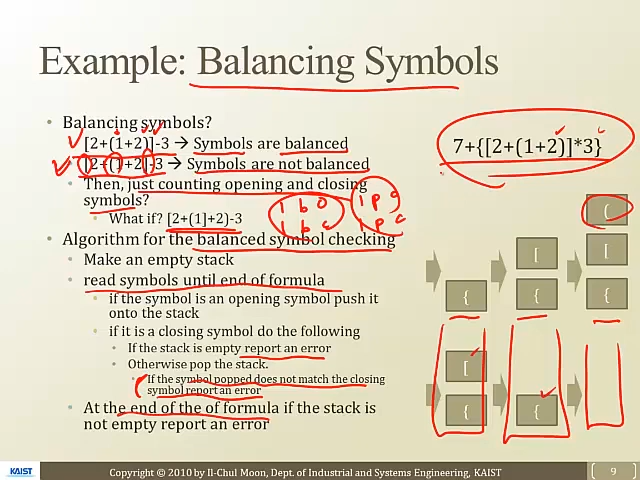 Example: Balancing Symbols
• Balancing symbols?
[2+(1+2)]-3 → Symbols are balanced
[2+(1+2]-3 → Symbols are not balanced
• Then, just counting opening and closing
symbols?
• What if? [2+(1]+2)-3
1 b o
1 b c
1 p o
1 p c
• Algorithm for the balanced symbol checking
• Make an empty stack
• read symbols until end of formula
• if the symbol is an opening symbol push it
onto the stack
• if it is a closing symbol do the following
• If the stack is empty report an error
• Otherwise pop the stack.
• If the symbol popped does not match the closing
symbol report an error
• At the end of the of formula if the stack is
not empty report an error
7+{[2+(1+2)]*3}
(
[ [
{ { {
[
{ {
KAIST
Copyright © 2010 by Il-Chul Moon, Dept. of Industrial and Systems Engineering, KAIST
9